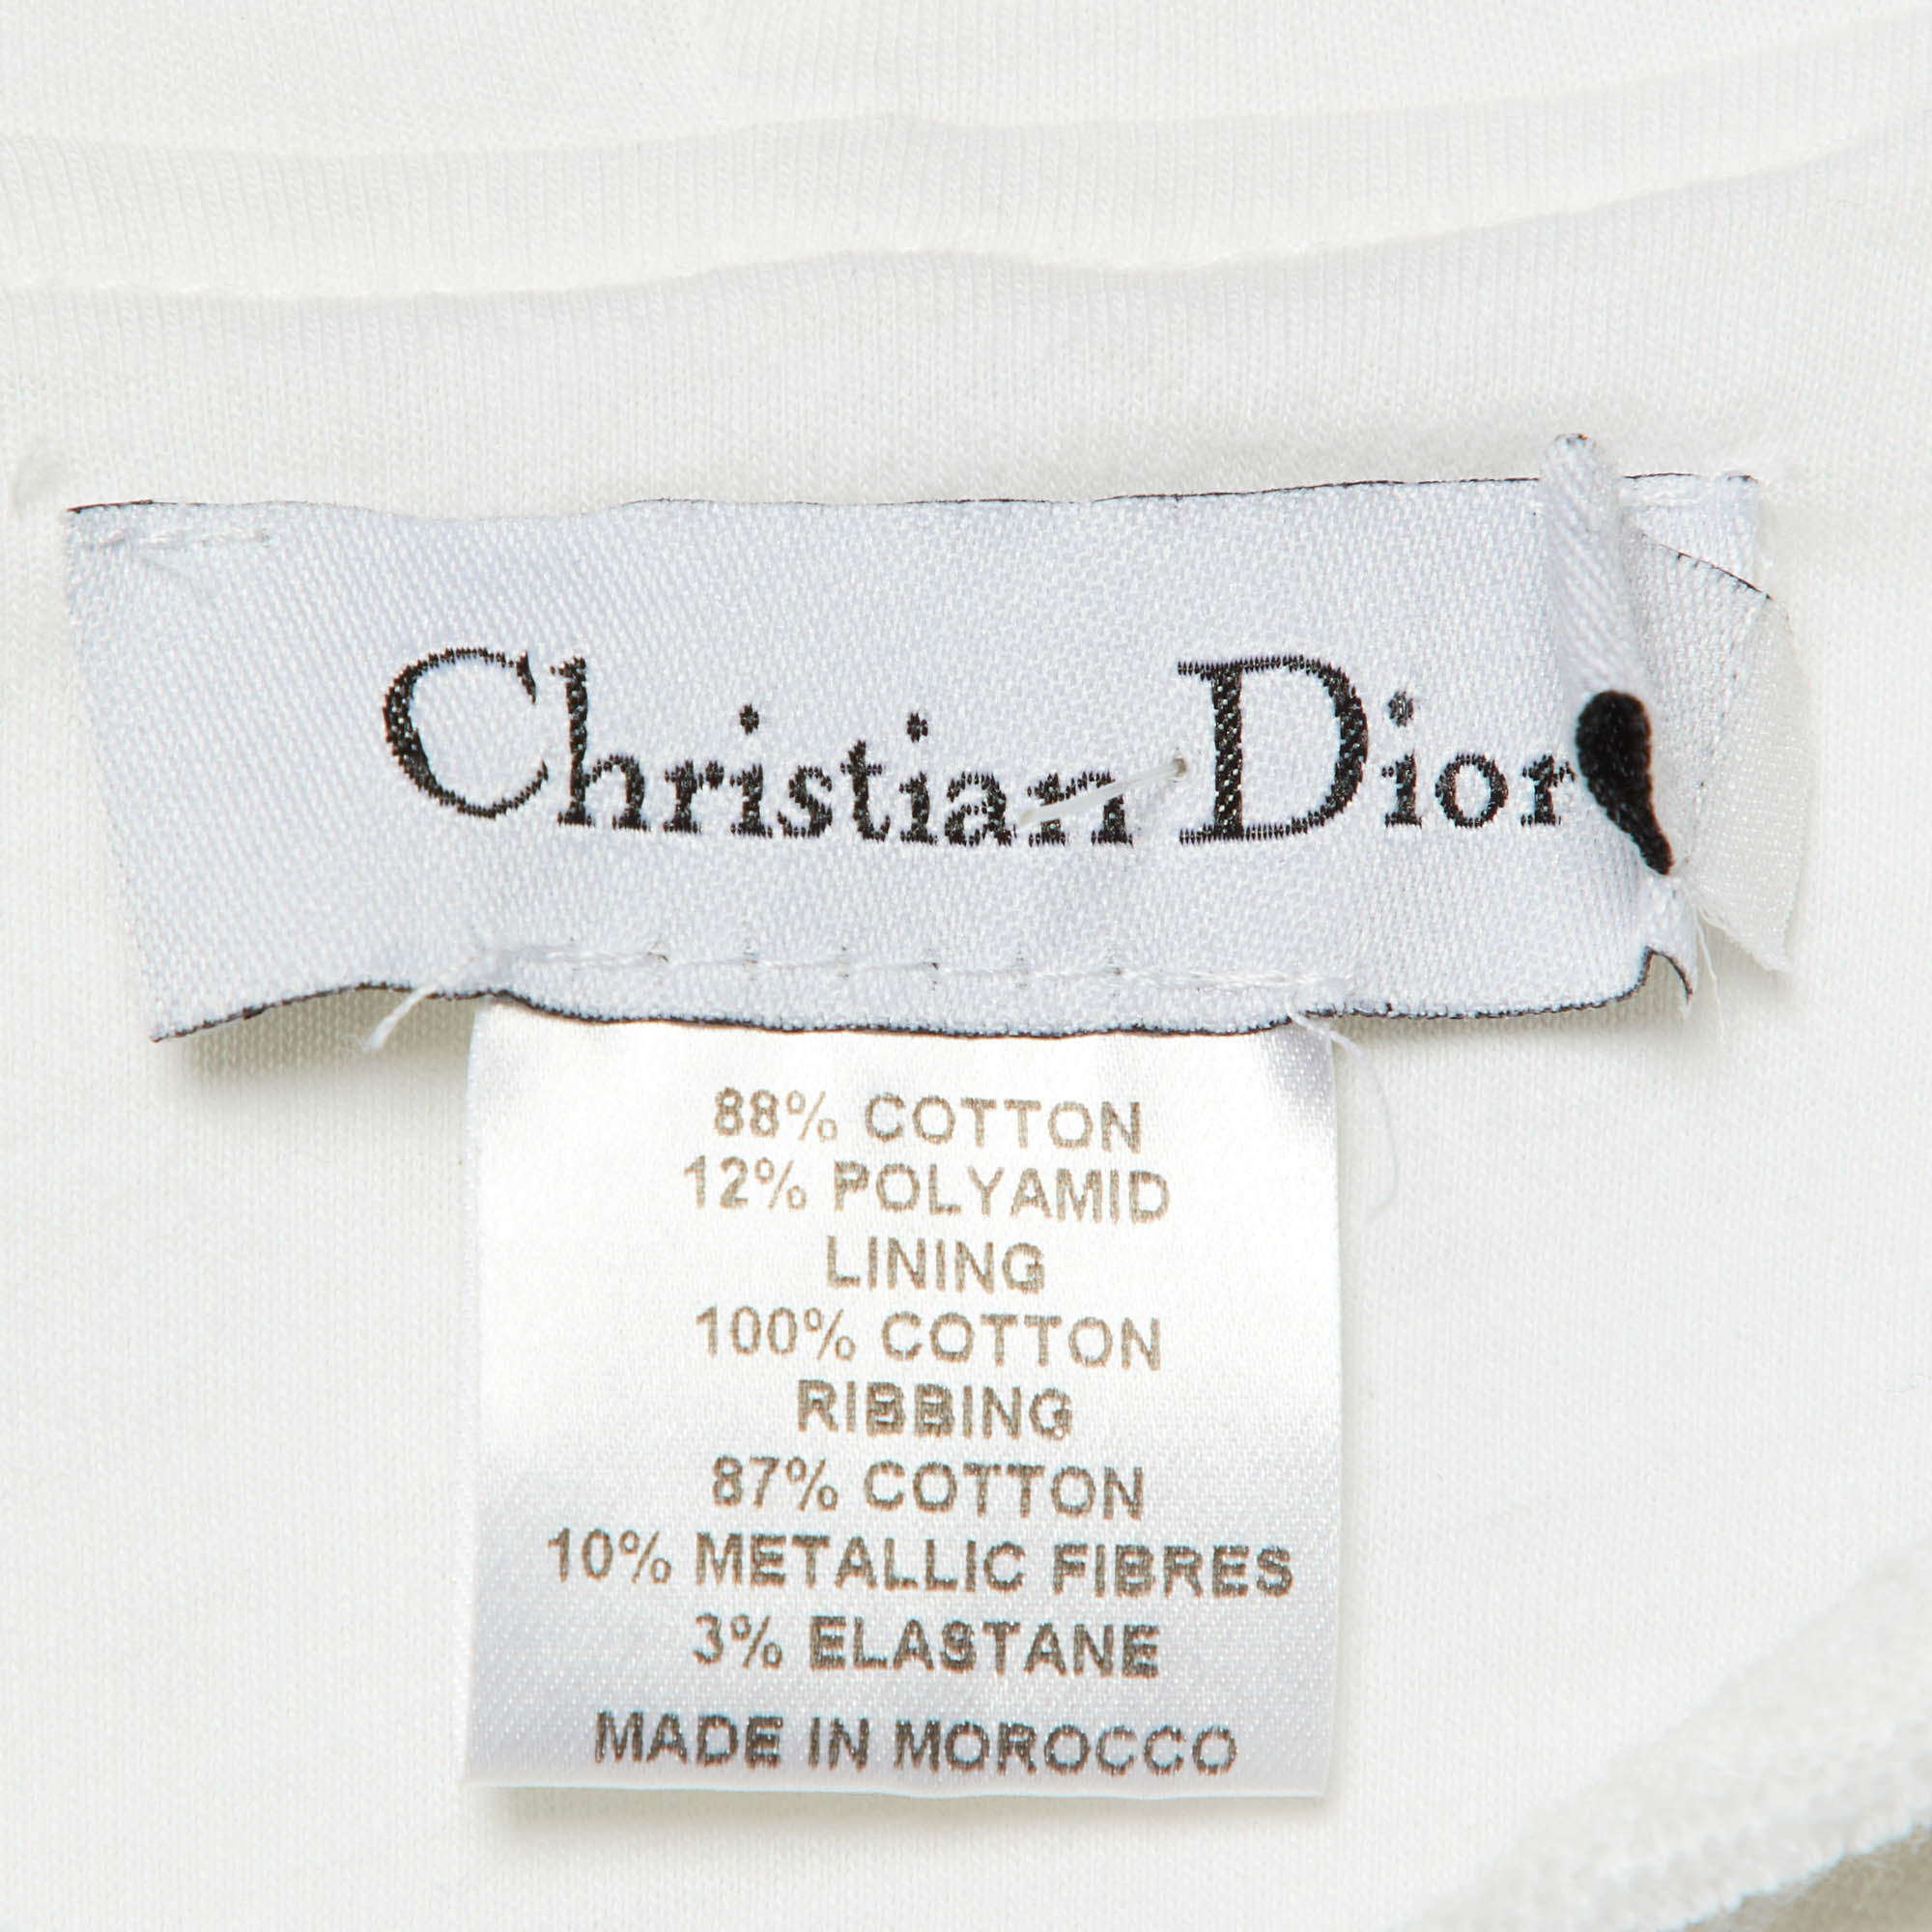 Christian Dior
88% COTTON
12% POLYAMID
LINING
100% COTTON
RIBBING
87% COTTON
10% METALLIC FIBRES
3% ELASTANE
MADE IN MOROCCO